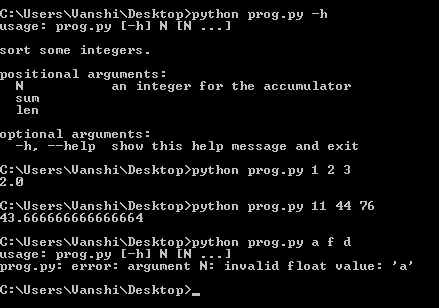 C:\Users\Vanshi\Desktop>python prog.py -h
usage: prog.py [-h] N [N ...]
sort some integers.
positional arguments:
  N           an integer for the accumulator
  sum
  len
optional arguments:
  -h, --help  show this help message and exit
C:\Users\Vanshi\Desktop>python prog.py 1 2 3
2.0
C:\Users\Vanshi\Desktop>python prog.py 11 44 76
43.666666666666664
C:\Users\Vanshi\Desktop>python prog.py a f d
usage: prog.py [-h] N [N ...]
prog.py: error: argument N: invalid float value: 'a'
C:\Users\Vanshi\Desktop>_